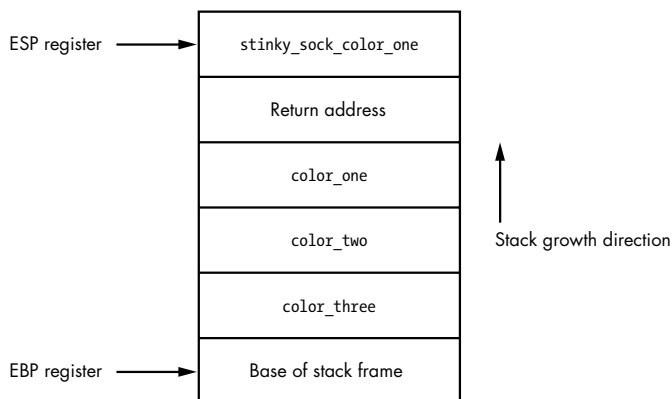 ESP register
stinky_sock_color_one
Return address
color_one
color_two
Stack growth direction
color_three
EBP register
Base of stack frame